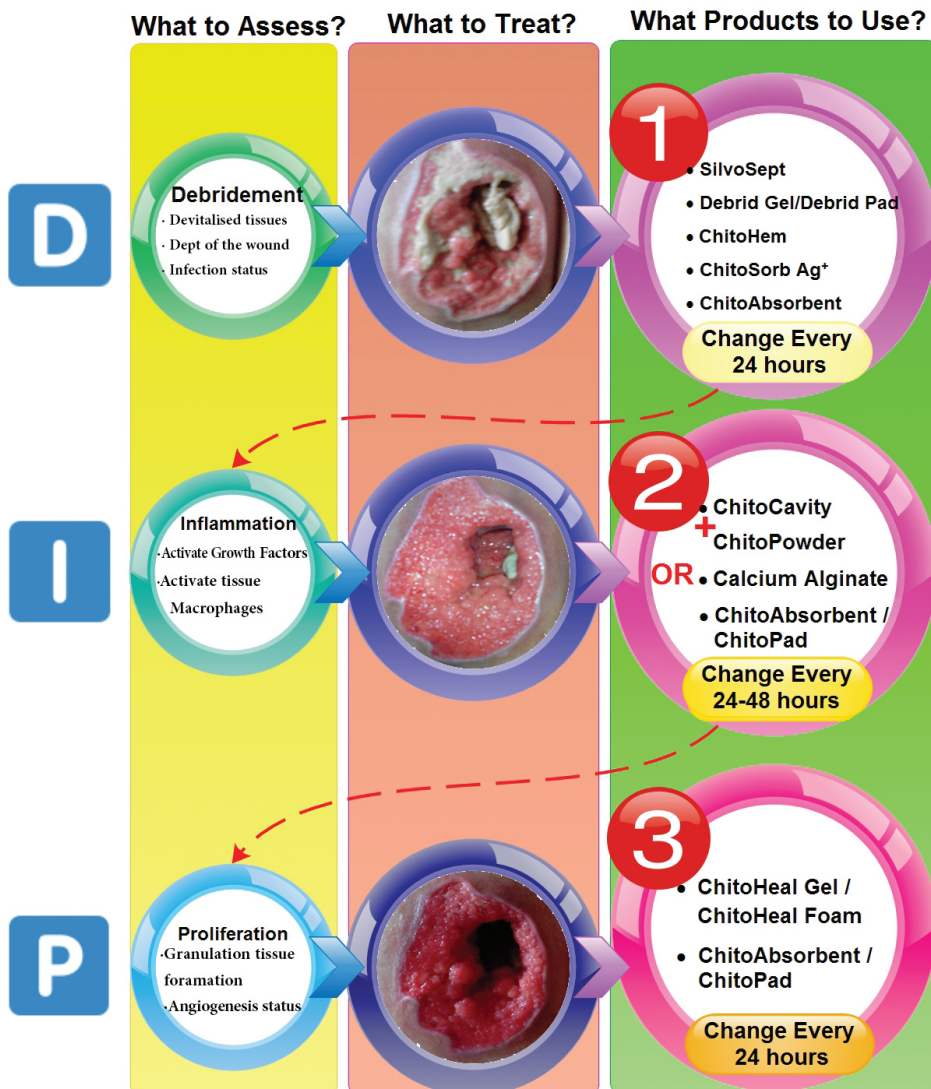 What to Assess?
What to Treat?
What Products to Use?
D
Debridement
· Devitalised tissues
· Dept of the wound
· Infection status
1
• SilvoSept
• Debrid Gel/Debrid Pad
• ChitoHem
• ChitoSorb Ag⁺
• ChitoAbsorbent
Change Every
24 hours
I
Inflammation
·Activate Growth Factors
·Activate tissue
Macrophages
2
• ChitoCavity
+
ChitoPowder
OR
• Calcium Alginate
• ChitoAbsorbent /
ChitoPad
Change Every
24-48 hours
P
Proliferation
·Granulation tissue
foramation
·Angiogenesis status
3
• ChitoHeal Gel /
ChitoHeal Foam
• ChitoAbsorbent /
ChitoPad
Change Every
24 hours